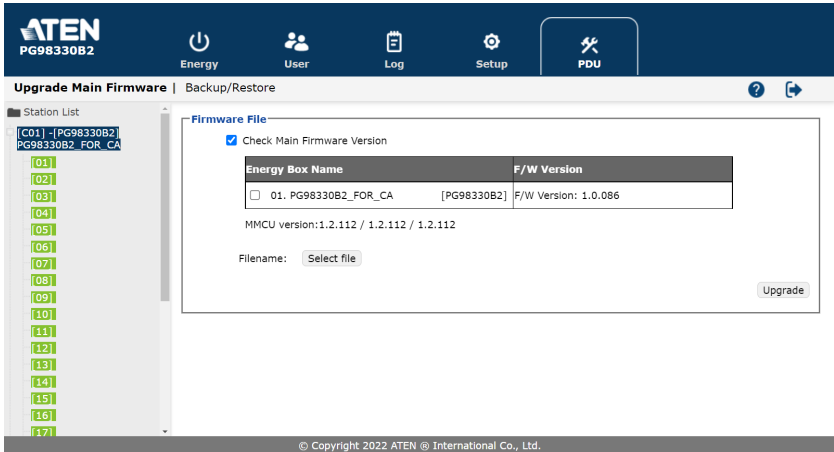 ATEN
PG98330B2
Energy
User
Log
Setup
PDU
Upgrade Main Firmware | Backup/Restore
Station List
[C01] -[PG98330B2]
PG98330B2_FOR_CA
[01]
[02]
[03]
[04]
[05]
[06]
[07]
[08]
[09]
[10]
[11]
[12]
[13]
[14]
[15]
[16]
[17]
Firmware File
Check Main Firmware Version
Energy Box Name F/W Version
01. PG98330B2_FOR_CA [PG98330B2] F/W Version: 1.0.086
MMCU version:1.2.112 / 1.2.112 / 1.2.112
Filename: Select file
Upgrade
© Copyright 2022 ATEN ® International Co., Ltd.